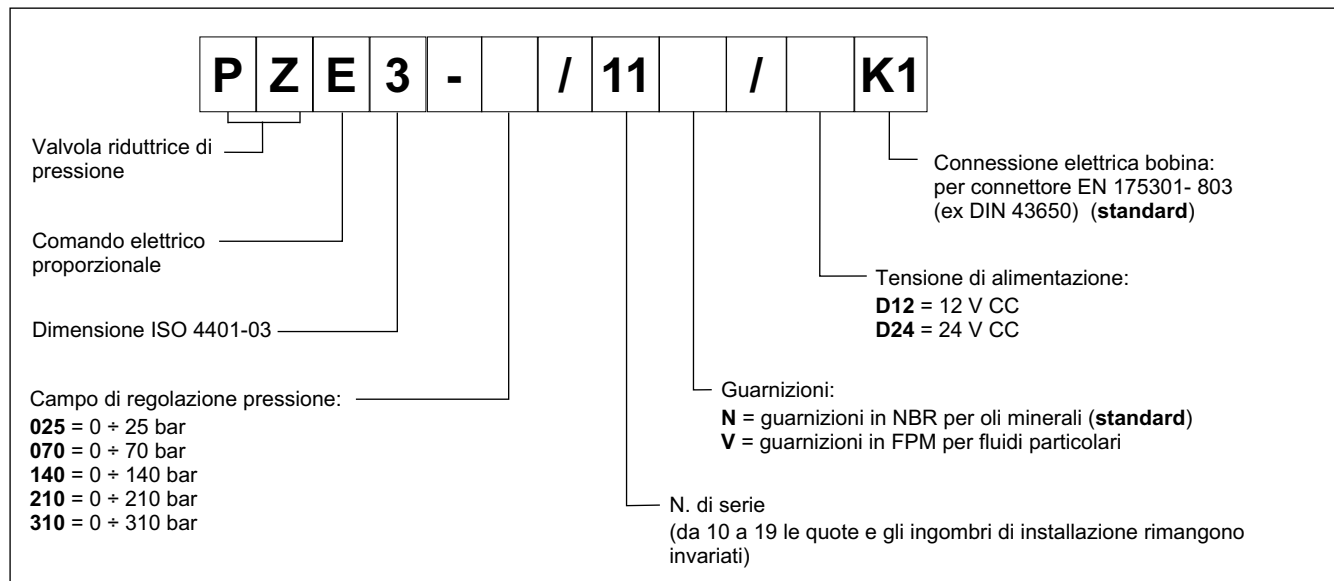 P Z E 3 - / 11 / K1
Valvola riduttrice di
pressione
Comando elettrico
proporzionale
Dimensione ISO 4401-03
Campo di regolazione pressione:
025 = 0 ÷ 25 bar
070 = 0 ÷ 70 bar
140 = 0 ÷ 140 bar
210 = 0 ÷ 210 bar
310 = 0 ÷ 310 bar
Connessione elettrica bobina:
per connettore EN 175301- 803
(ex DIN 43650) (standard)
Tensione di alimentazione:
D12 = 12 V CC
D24 = 24 V CC
Guarnizioni:
N = guarnizioni in NBR per oli minerali (standard)
V = guarnizioni in FPM per fluidi particolari
N. di serie
(da 10 a 19 le quote e gli ingombri di installazione rimangono
invariati)